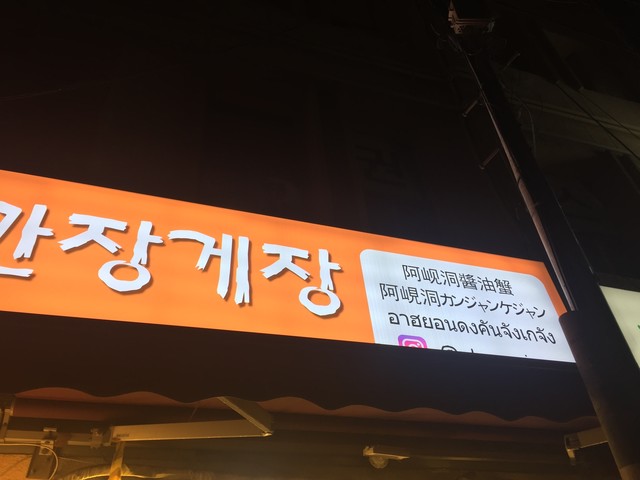 간장게장
阿岘洞醬油蟹
阿峴洞カンジャンケジャン
อาฮยอนดงคันจังเกจัง